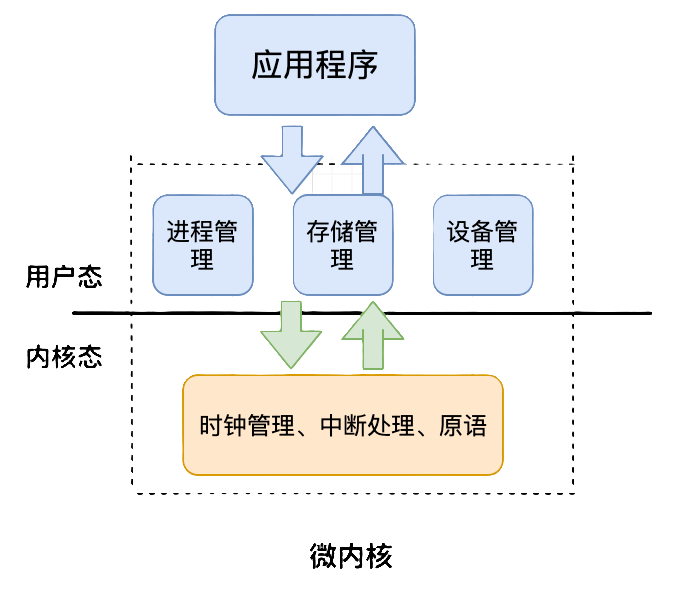 应用程序
进程管
理
存储管
理
设备管
理
用户态
内核态
时钟管理、中断处理、原语
微内核